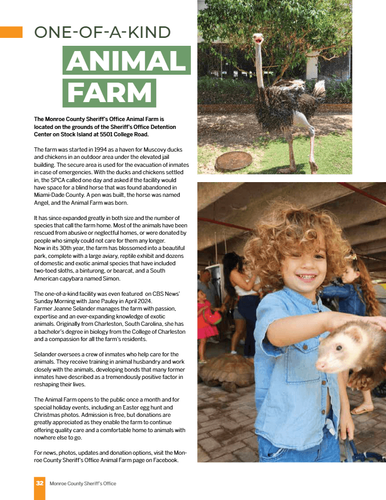 ONE-OF-A-KIND
ANIMAL
FARM
The Monroe County Sheriff's Office Animal Farm is
located on the grounds of the Sheriff's Office Detention
Center on Stock Island at 5501 College Road.
The farm was started in 1994 as a haven for Muscovy ducks
and chickens in an outdoor area under the elevated jail
building. The secure area is used for the evacuation of inmates
in case of emergencies. With the ducks and chickens settled
in, the SPCA called one day and asked if the facility would
have space for a blind horse that was found abandoned in
Miami-Dade County. A pen was built, the horse was named
Angel, and the Animal Farm was born.
It has since expanded greatly in both size and the number of
species that call the farm home. Most of the animals have been
rescued from abusive or neglectful homes, or were donated by
people who simply could not care for them any longer.
Now in its 30th year, the farm has blossomed into a beautiful
park, complete with a large aviary, reptile exhibit and dozens
of domestic and exotic animal species that have included
two-toed sloths, a binturong, or bearcat, and a South
American capybara named Simon.
The one-of-a-kind facility was even featured on CBS News'
Sunday Morning with Jane Pauley in April 2024.
Farmer Jeanne Selander manages the farm with passion,
expertise and an ever-expanding knowledge of exotic
animals. Originally from Charleston, South Carolina, she has
a bachelor's degree in biology from the College of Charleston
and a compassion for all the farm's residents.
Selander oversees a crew of inmates who help care for the
animals. They receive training in animal husbandry and work
closely with the animals, developing bonds that many former
inmates have described as a tremendously positive factor in
reshaping their lives.
The Animal Farm opens to the public once a month and for
special holiday events, including an Easter egg hunt and
Christmas photos. Admission is free, but donations are
greatly appreciated as they enable the farm to continue
offering quality care and a comfortable home to animals with
nowhere else to go.
For news, photos, updates and donation options, visit the Mon-
roe County Sheriff's Office Animal Farm page on Facebook.
32 Monroe County Sheriff's Office